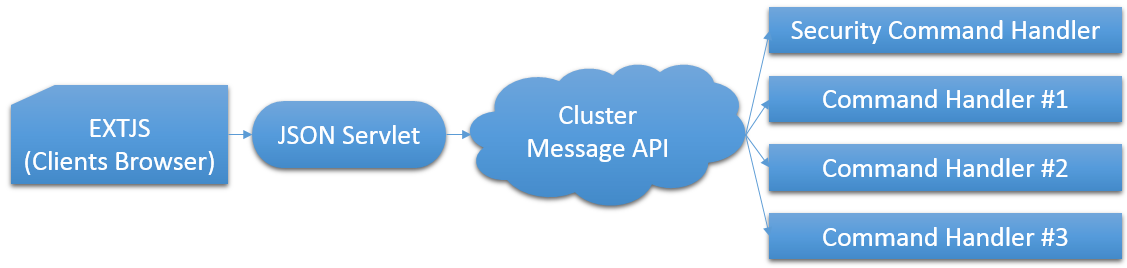 EXTJS
(Clients Browser)
JSON Servlet
Cluster
Message API
Security Command Handler
Command Handler #1
Command Handler #2
Command Handler #3